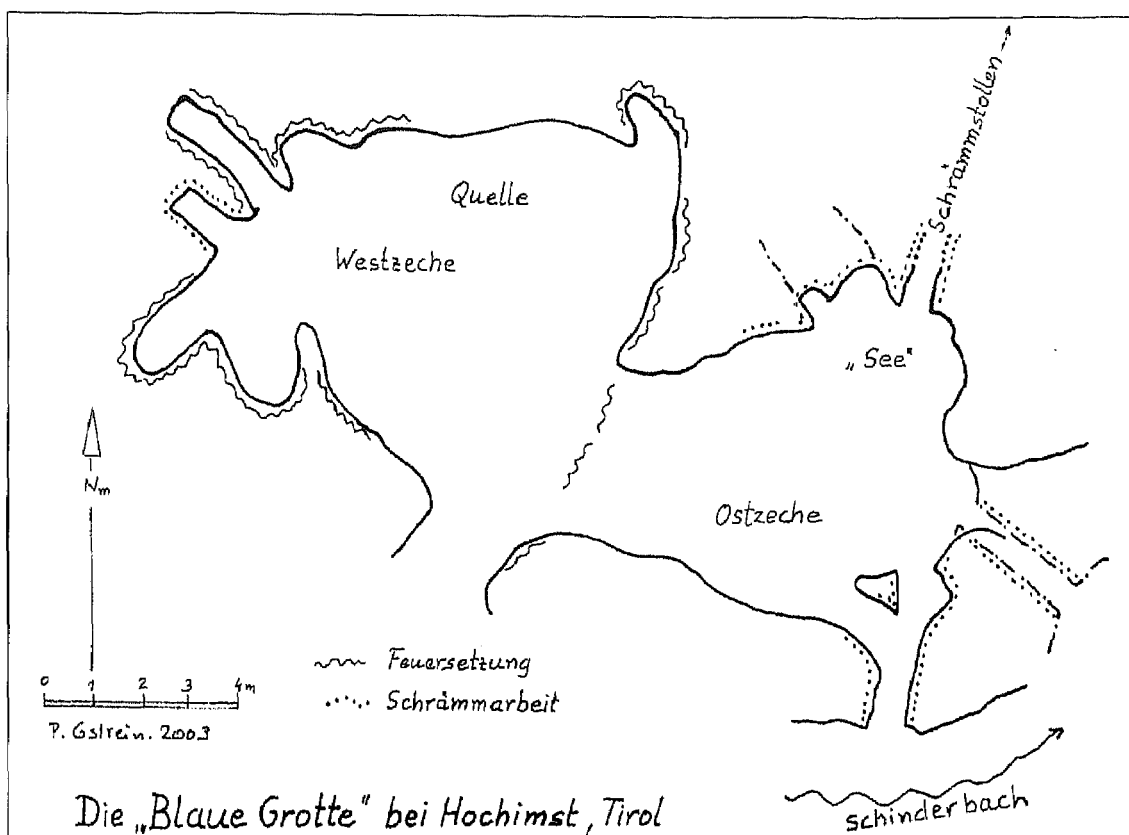 Schrämmstollen
Quelle
Westzeche
„See"
Ostzeche
Nm
Feuersetzung
Schrämmarbeit
0 1 2 3 4m
P. Gstrein. 2003
Die „Blaue Grotte" bei Hochimst, Tirol
Schinderbach